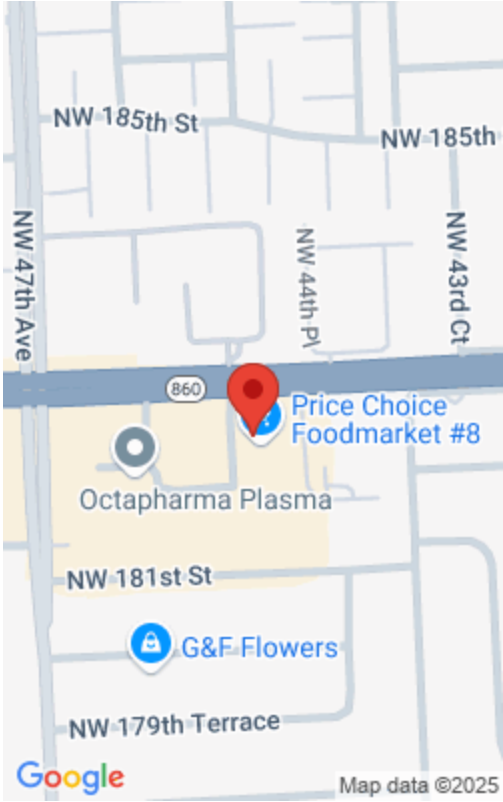 NW 185th St
NW 185th
NW 47th Ave
NW 44th Pl
NW 43rd Ct
860
Price Choice
Foodmarket #8
Octapharma Plasma
NW 181st St
G&F Flowers
NW 179th Terrace
Google
Map data ©2025